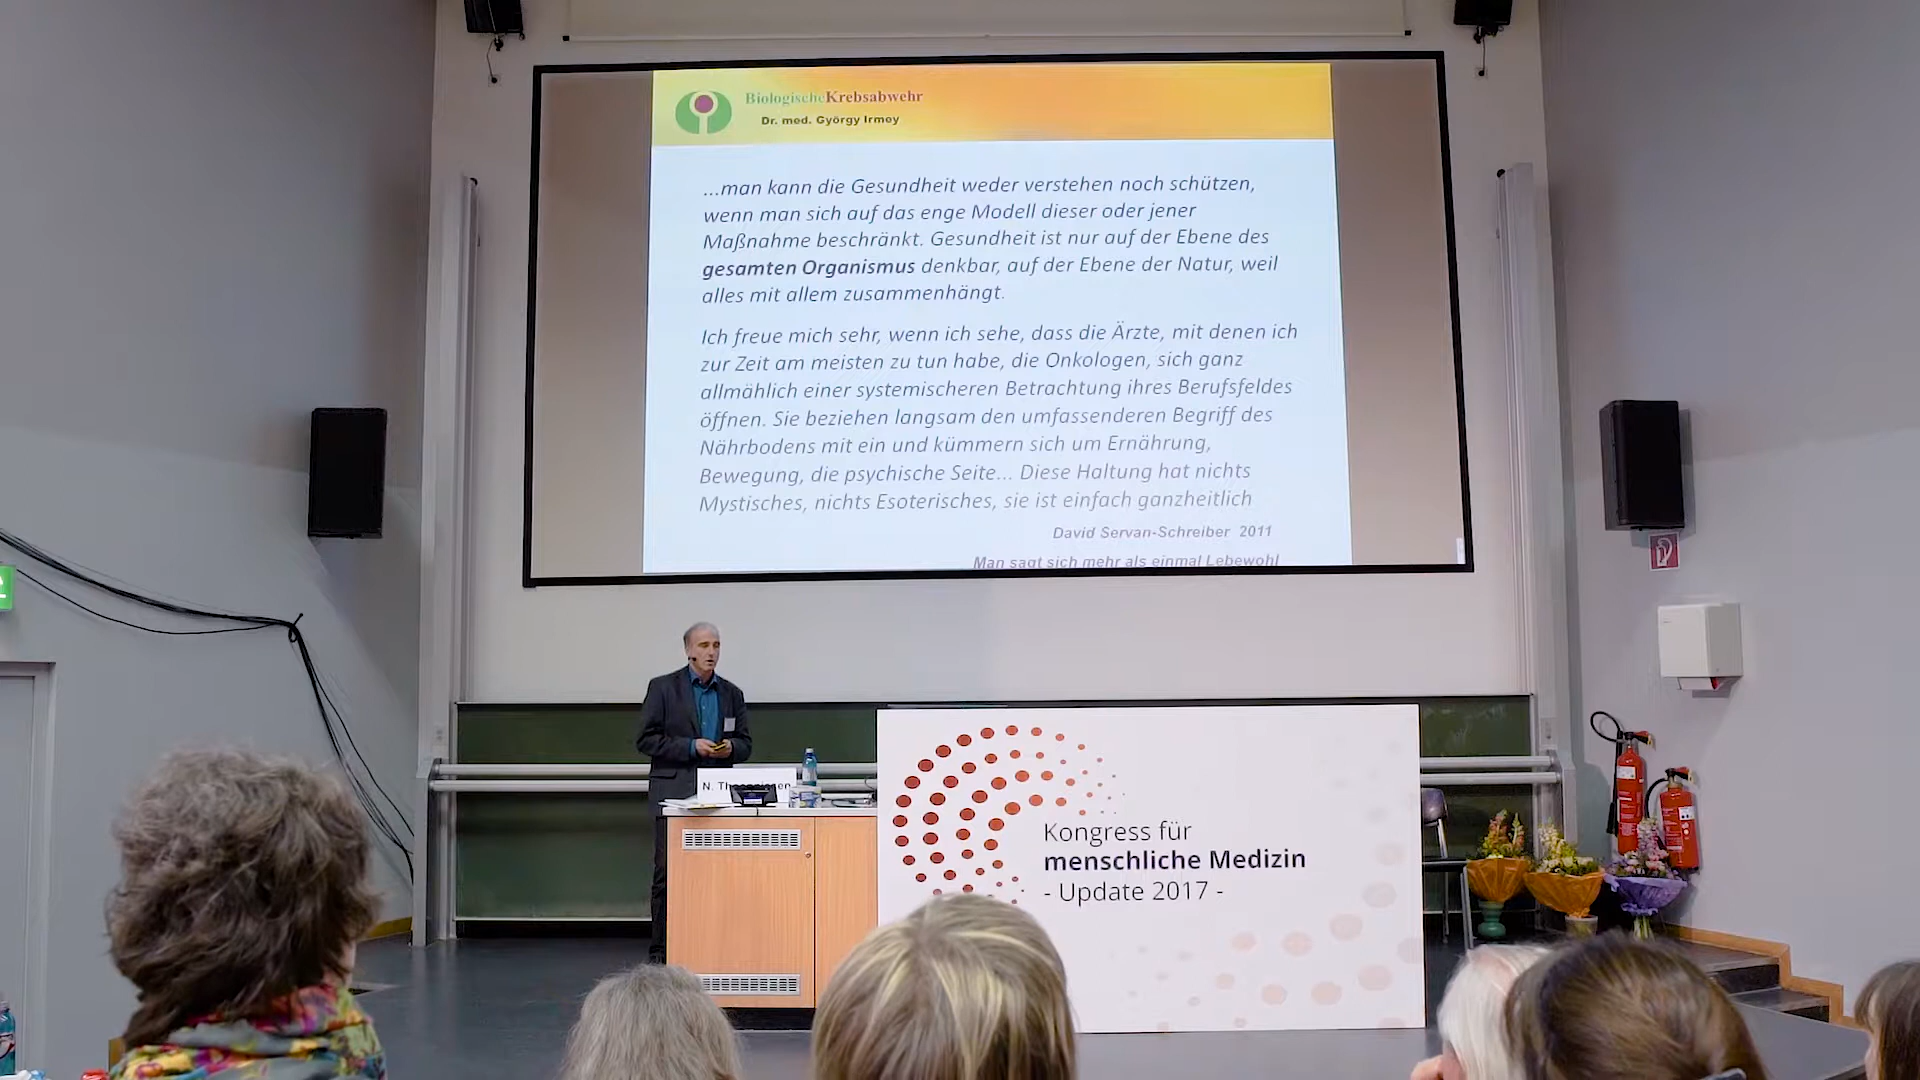 BiologischeKrebsabwehr
Dr. med. György Irmey
...man kann die Gesundheit weder verstehen noch schützen,
wenn man sich auf das enge Modell dieser oder jener
Maßnahme beschränkt. Gesundheit ist nur auf der Ebene des
gesamten Organismus denkbar, auf der Ebene der Natur, weil
alles mit allem zusammenhängt.
Ich freue mich sehr, wenn ich sehe, dass die Ärzte, mit denen ich
zur Zeit am meisten zu tun habe, die Onkologen, sich ganz
allmählich einer systemischeren Betrachtung ihres Berufsfeldes
öffnen. Sie beziehen langsam den umfassenderen Begriff des
Nährbodens mit ein und kümmern sich um Ernährung,
Bewegung, die psychische Seite... Diese Haltung hat nichts
Mystisches, nichts Esoterisches, sie ist einfach ganzheitlich
David Servan-Schreiber 2011
Man sagt sich mehr als einmal Lebewohl
N.
Kongress für
menschliche Medizin
- Update 2017 -